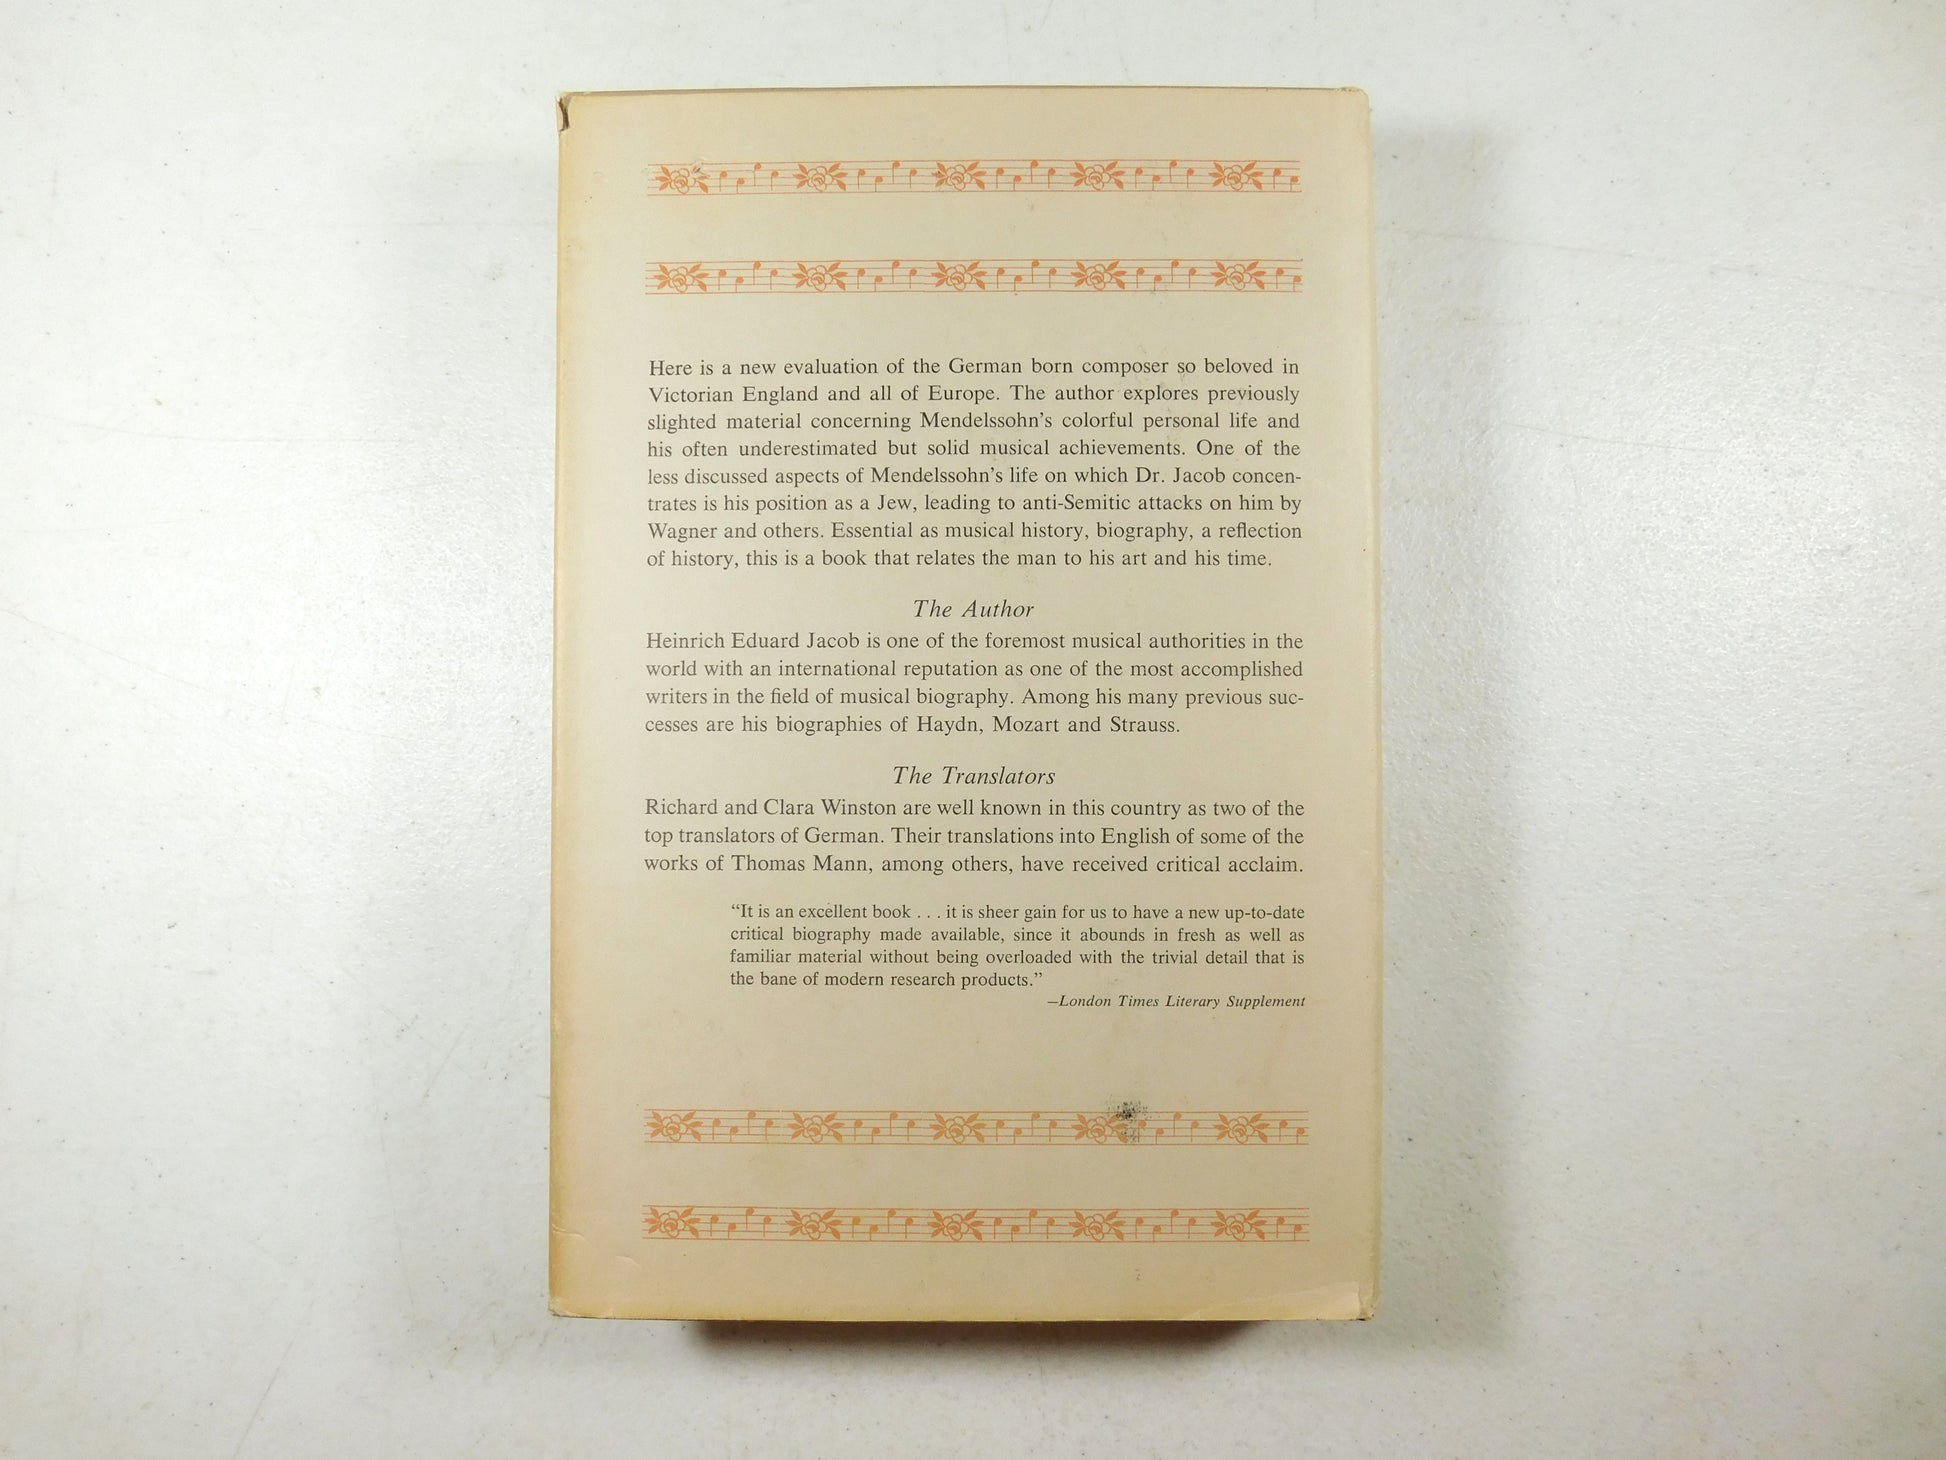 Here is a new evaluation of the German born composer so beloved in
Victorian England and all of Europe. The author explores previously
slighted material concerning Mendelssohn's colorful personal life and
his often underestimated but solid musical achievements. One of the
less discussed aspects of Mendelssohn's life on which Dr. Jacob concen-
trates is his position as a Jew, leading to anti-Semitic attacks on him by
Wagner and others. Essential as musical history, biography, a reflection
of history, this is a book that relates the man to his art and his time.
The Author
Heinrich Eduard Jacob is one of the foremost musical authorities in the
world with an international reputation as one of the most accomplished
writers in the field of musical biography. Among his many previous suc-
cesses are his biographies of Haydn, Mozart and Strauss.
The Translators
Richard and Clara Winston are well known in this country as two of the
top translators of German. Their translations into English of some of the
works of Thomas Mann, among others, have received critical acclaim.
“It is an excellent book . . . it is sheer gain for us to have a new up-to-date
critical biography made available, since it abounds in fresh as well as
familiar material without being overloaded with the trivial detail that is
the bane of modern research products.”
—London Times Literary Supplement